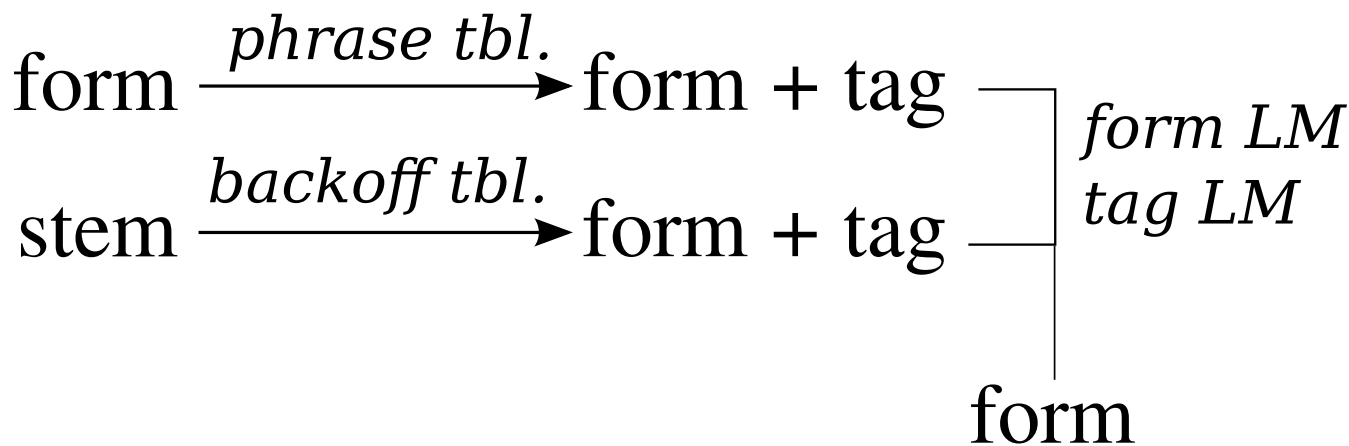 phrase tbl.
form form + tag
form LM
backoff tbl.
tag LM
stem form + tag
form